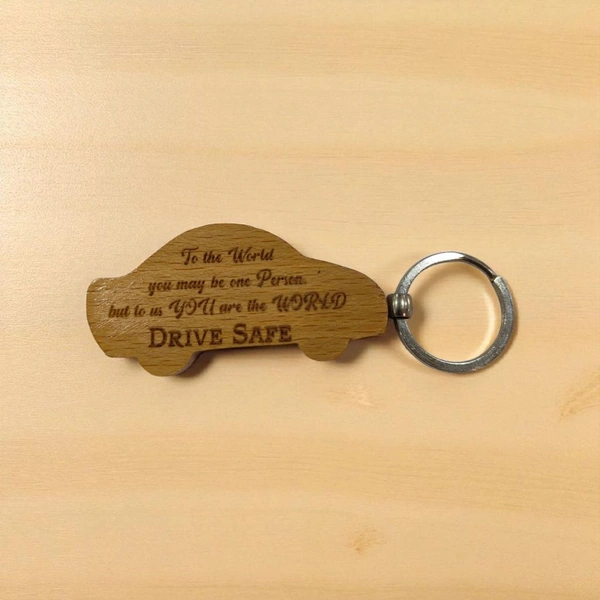 To the World
you may be one Person.
but to us YOU are the WORLD
DRIVE SAFE